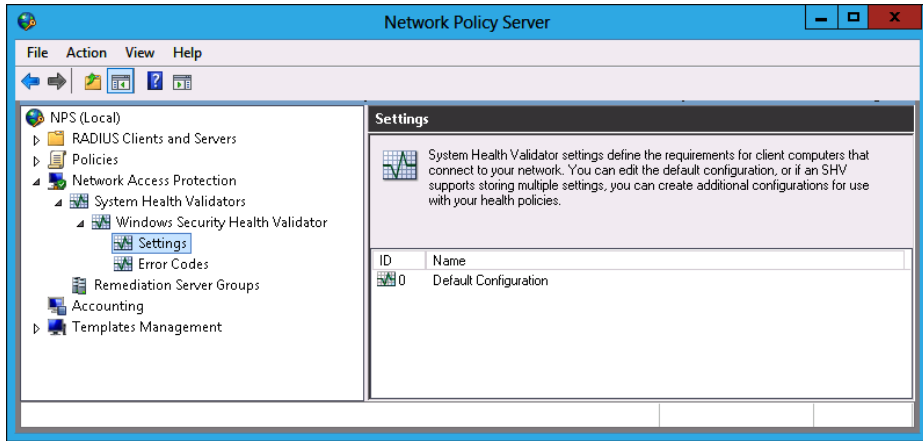 Network Policy Server
File Action View Help
NPS (Local)
RADIUS Clients and Servers
Policies
Network Access Protection
System Health Validators
Windows Security Health Validator
Settings
Error Codes
Remediation Server Groups
Accounting
Templates Management
Settings
System Health Validator settings define the requirements for client computers that
connect to your network. You can edit the default configuration, or if an SHV
supports storing multiple settings, you can create additional configurations for use
with your health policies.
ID Name
0 Default Configuration